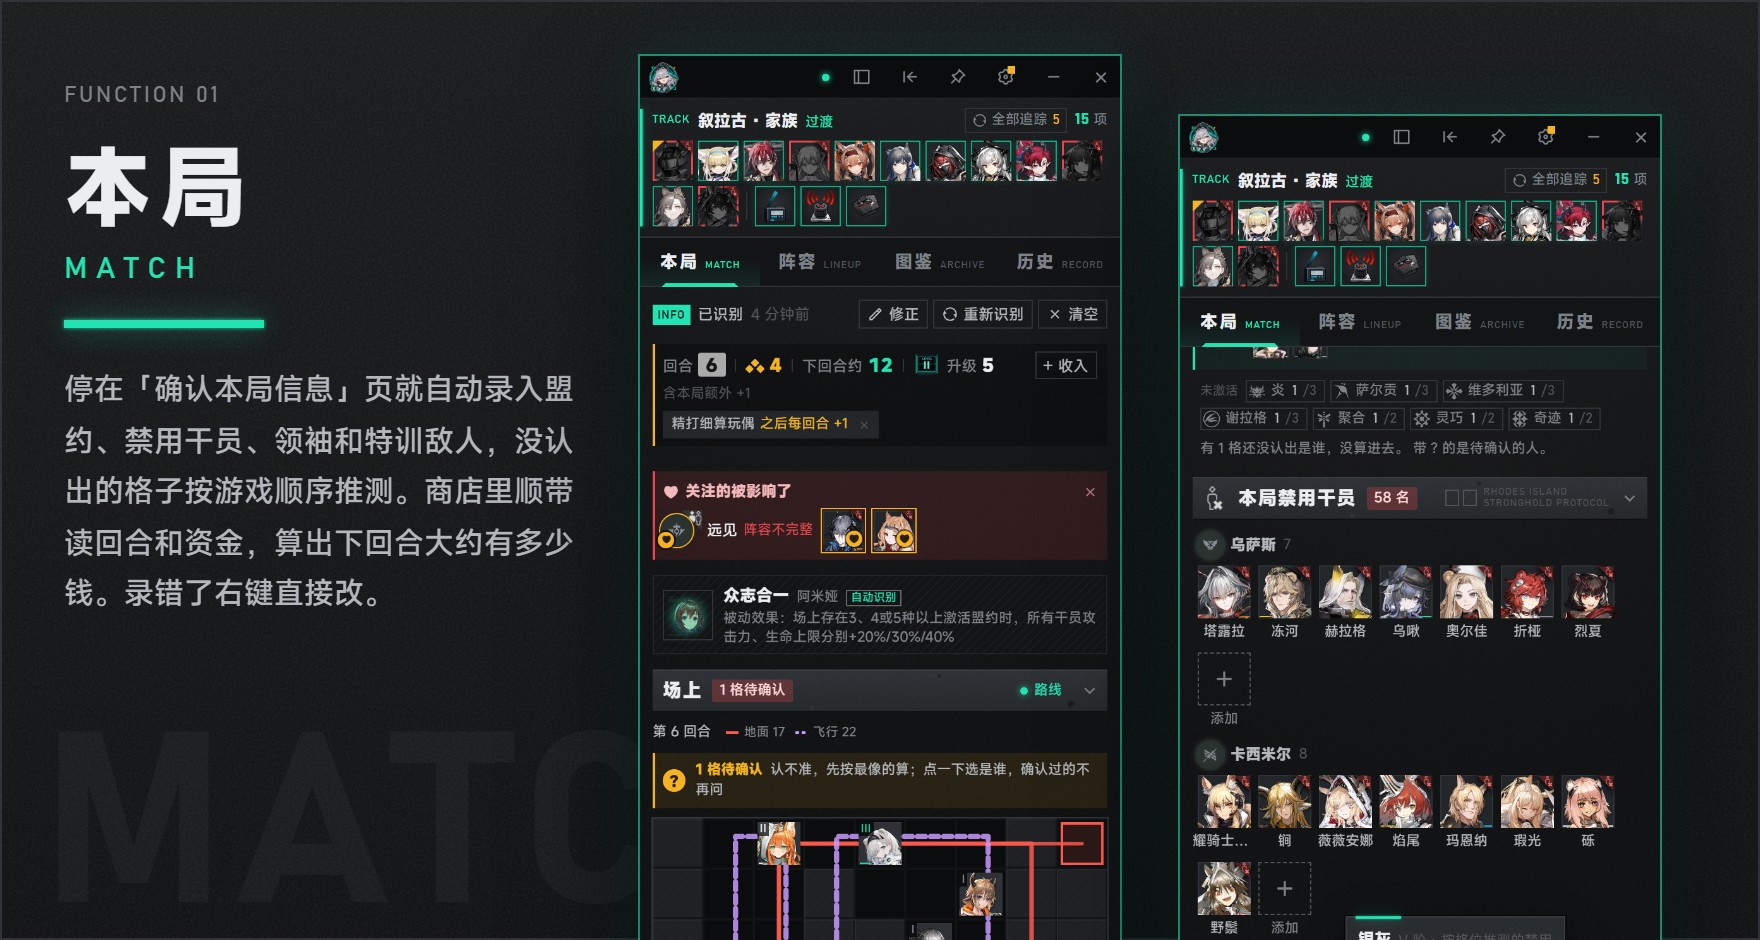 FUNCTION 01
本局
MATCH
停在「确认本局信息」页就自动录入盟
约、禁用干员、领袖和特训敌人，没认
出的格子按游戏顺序推测。商店里顺带
读回合和资金，算出下回合大约有多少
钱。录错了右键直接改。
MATC
TRACK 叙拉古·家族 过渡 全部追踪 5 15 项
本局 MATCH 阵容 LINEUP 图鉴 ARCHIVE 历史 RECORD
INFO 已识别 4 分钟前 修正 重新识别 × 清空
回合 6 4 下回合约 12 II 升级 5 + 收入
含本局额外 +1
精打细算玩偶 之后每回合 +1 ×
关注的被影响了
远见 阵容不完整
众志合一 阿米娅 自动识别
被动效果：场上存在3、4或5种以上激活盟约时，所有干员攻
击力、生命上限分别+20%/30%/40%
场上 1 格待确认 路线
第 6 回合 地面 17 飞行 22
? 1 格待确认 认不准，先按最像的算；点一下选是谁，确认过的不
再问
II III
I
I
TRACK 叙拉古·家族 过渡 全部追踪 5 15 项
本局 MATCH 阵容 LINEUP 图鉴 ARCHIVE 历史 RECORD
未激活 炎 1 /3 萨尔贡 1 /3 维多利亚 1 /3
谢拉格 1 /3 聚合 1 /2 灵巧 1 /2 奇迹 1 /2
有 1 格还没认出是谁，没算进去。 带 ? 的是待确认的人。
本局禁用干员 58 名 RHODES ISLAND
STRONGHOLD PROTOCOL
乌萨斯 7
塔露拉 冻河 赫拉格 乌啾 奥尔佳 折桠 烈夏
+
添加
卡西米尔 8
耀骑士… 锏 薇薇安娜 焰尾 玛恩纳 瑕光 砾
+
野鬃 添加
银灰 V 阶 · 按格位推测的禁用